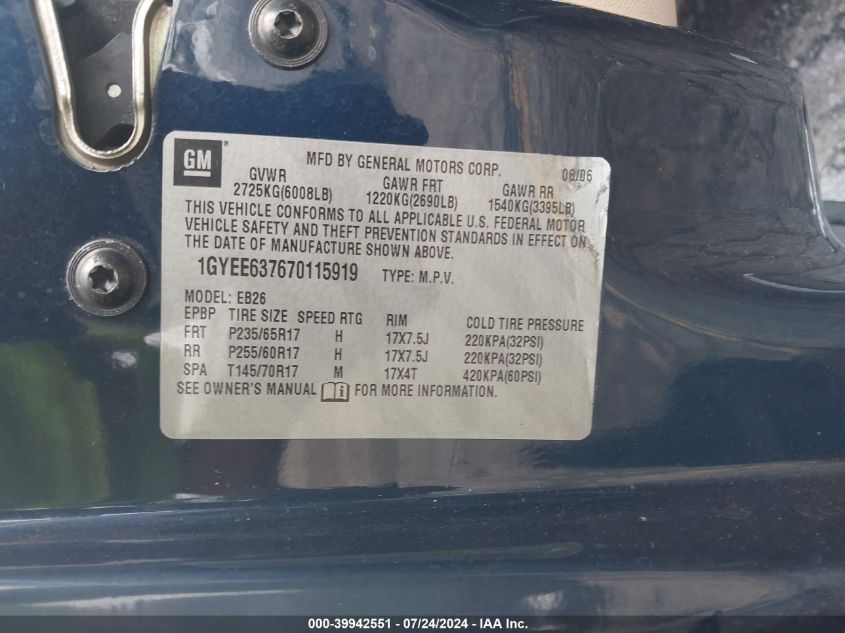 GM
MFD BY GENERAL MOTORS CORP. 08/06
GVWR GAWR FRT GAWR RR
2725KG(6008LB) 1220KG(2690LB) 1540KG(3395LB)
THIS VEHICLE CONFORMS TO ALL APPLICABLE U.S. FEDERAL MOTOR
VEHICLE SAFETY AND THEFT PREVENTION STANDARDS IN EFFECT ON
THE DATE OF MANUFACTURE SHOWN ABOVE.
1GYEE637670115919 TYPE: M.P.V.
MODEL: EB26
EPBP TIRE SIZE SPEED RTG RIM COLD TIRE PRESSURE
FRT P235/65R17 H 17X7.5J 220KPA(32PSI)
RR P255/60R17 H 17X7.5J 220KPA(32PSI)
SPA T145/70R17 M 17X4T 420KPA(60PSI)
SEE OWNER'S MANUAL FOR MORE INFORMATION.
000-39942551 - 07/24/2024 - IAA Inc.